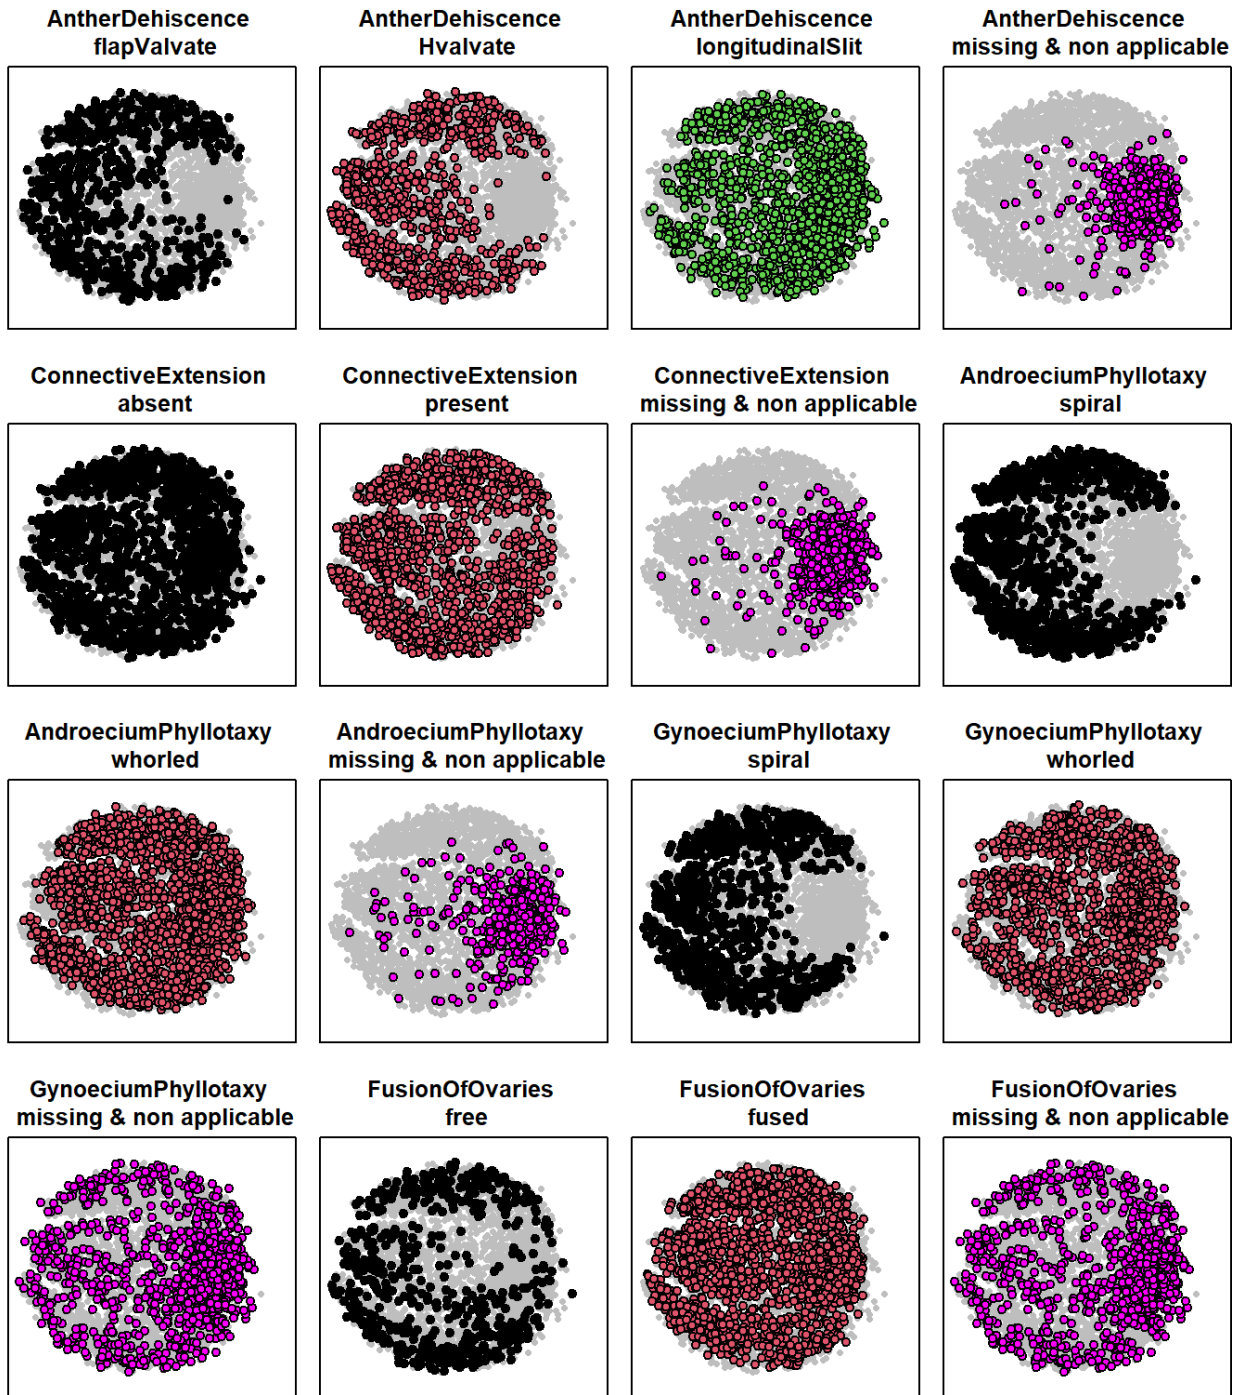 AntherDehiscence
flapValvate
AntherDehiscence
Hvalvate
AntherDehiscence
longitudinalSlit
AntherDehiscence
missing & non applicable
ConnectiveExtension
absent
ConnectiveExtension
present
ConnectiveExtension
missing & non applicable
AndroeciumPhyllotaxy
spiral
AndroeciumPhyllotaxy
whorled
AndroeciumPhyllotaxy
missing & non applicable
GynoeciumPhyllotaxy
spiral
GynoeciumPhyllotaxy
whorled
GynoeciumPhyllotaxy
missing & non applicable
FusionOfOvaries
free
FusionOfOvaries
fused
FusionOfOvaries
missing & non applicable